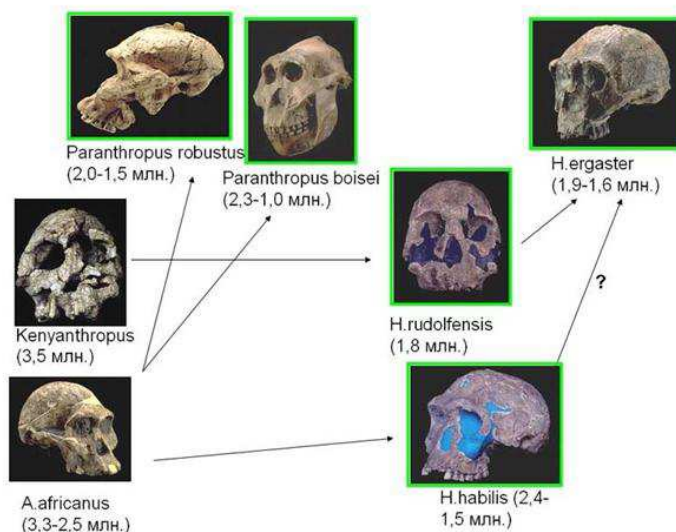 Paranthropus robustus
(2,0-1,5 млн.)
Paranthropus boisei
(2,3-1,0 млн.)
H.ergaster
(1,9-1,6 млн.)
Kenyanthropus
(3,5 млн.)
H.rudolfensis
(1,8 млн.)
?
A.africanus
(3,3-2,5 млн.)
H.habilis (2,4-
1,5 млн.)